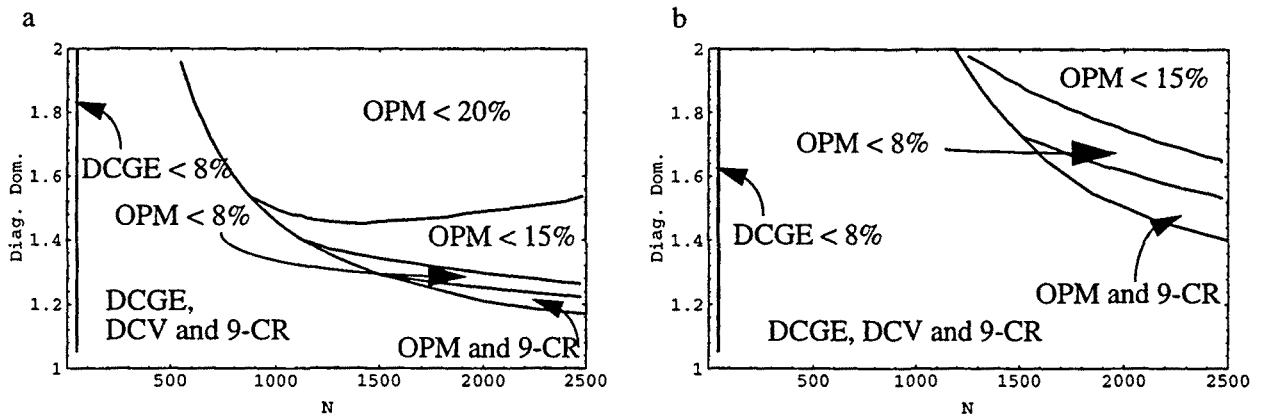 a
2
1.8
1.6
1.4
1.2
1
Diag. Dom.
OPM < 20%
DCGE < 8%
OPM < 8%
OPM < 15%
DCGE,
DCV and 9-CR
OPM and 9-CR
500
1000
1500
2000
2500
N
b
2
1.8
1.6
1.4
1.2
1
Diag. Dom.
OPM < 15%
OPM < 8%
DCGE < 8%
OPM and 9-CR
DCGE, DCV and 9-CR
500
1000
1500
2000
2500
N